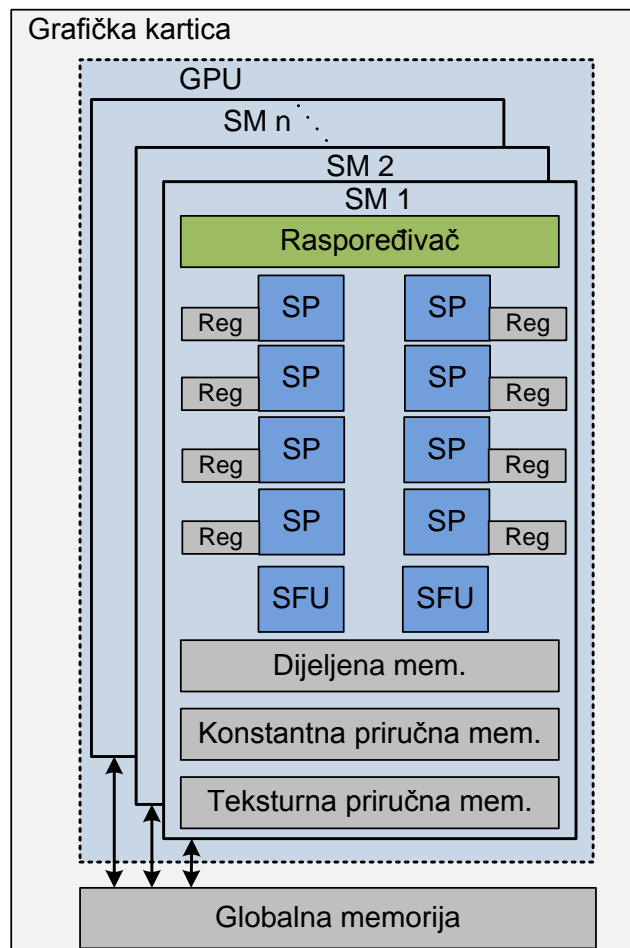 Grafička kartica
GPU
SM n
SM 2
SM 1
Raspoređivač
SP SP
Reg Reg
SP SP
Reg Reg
SP SP
Reg Reg
SP SP
Reg Reg
SFU SFU
Dijeljena mem.
Konstantna priručna mem.
Teksturna priručna mem.
Globalna memorija